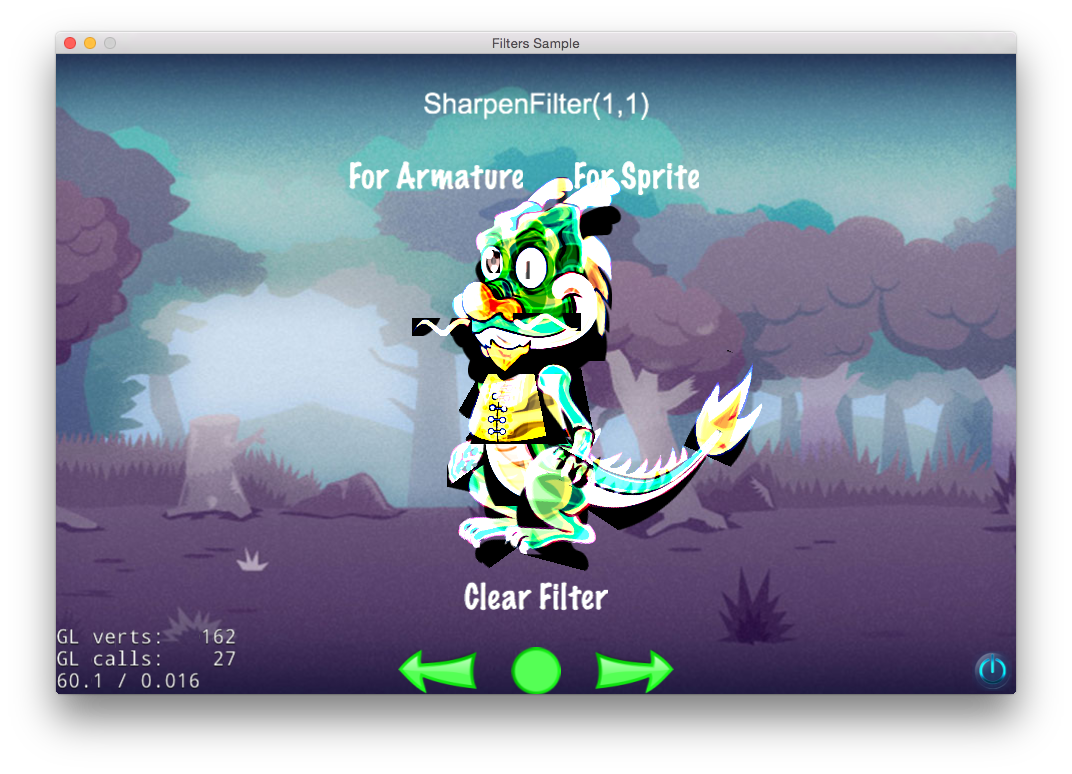 Filters Sample
SharpenFilter(1,1)
For Armature For Sprite
Clear Filter
GL verts: 162
GL calls: 27
60.1 / 0.016